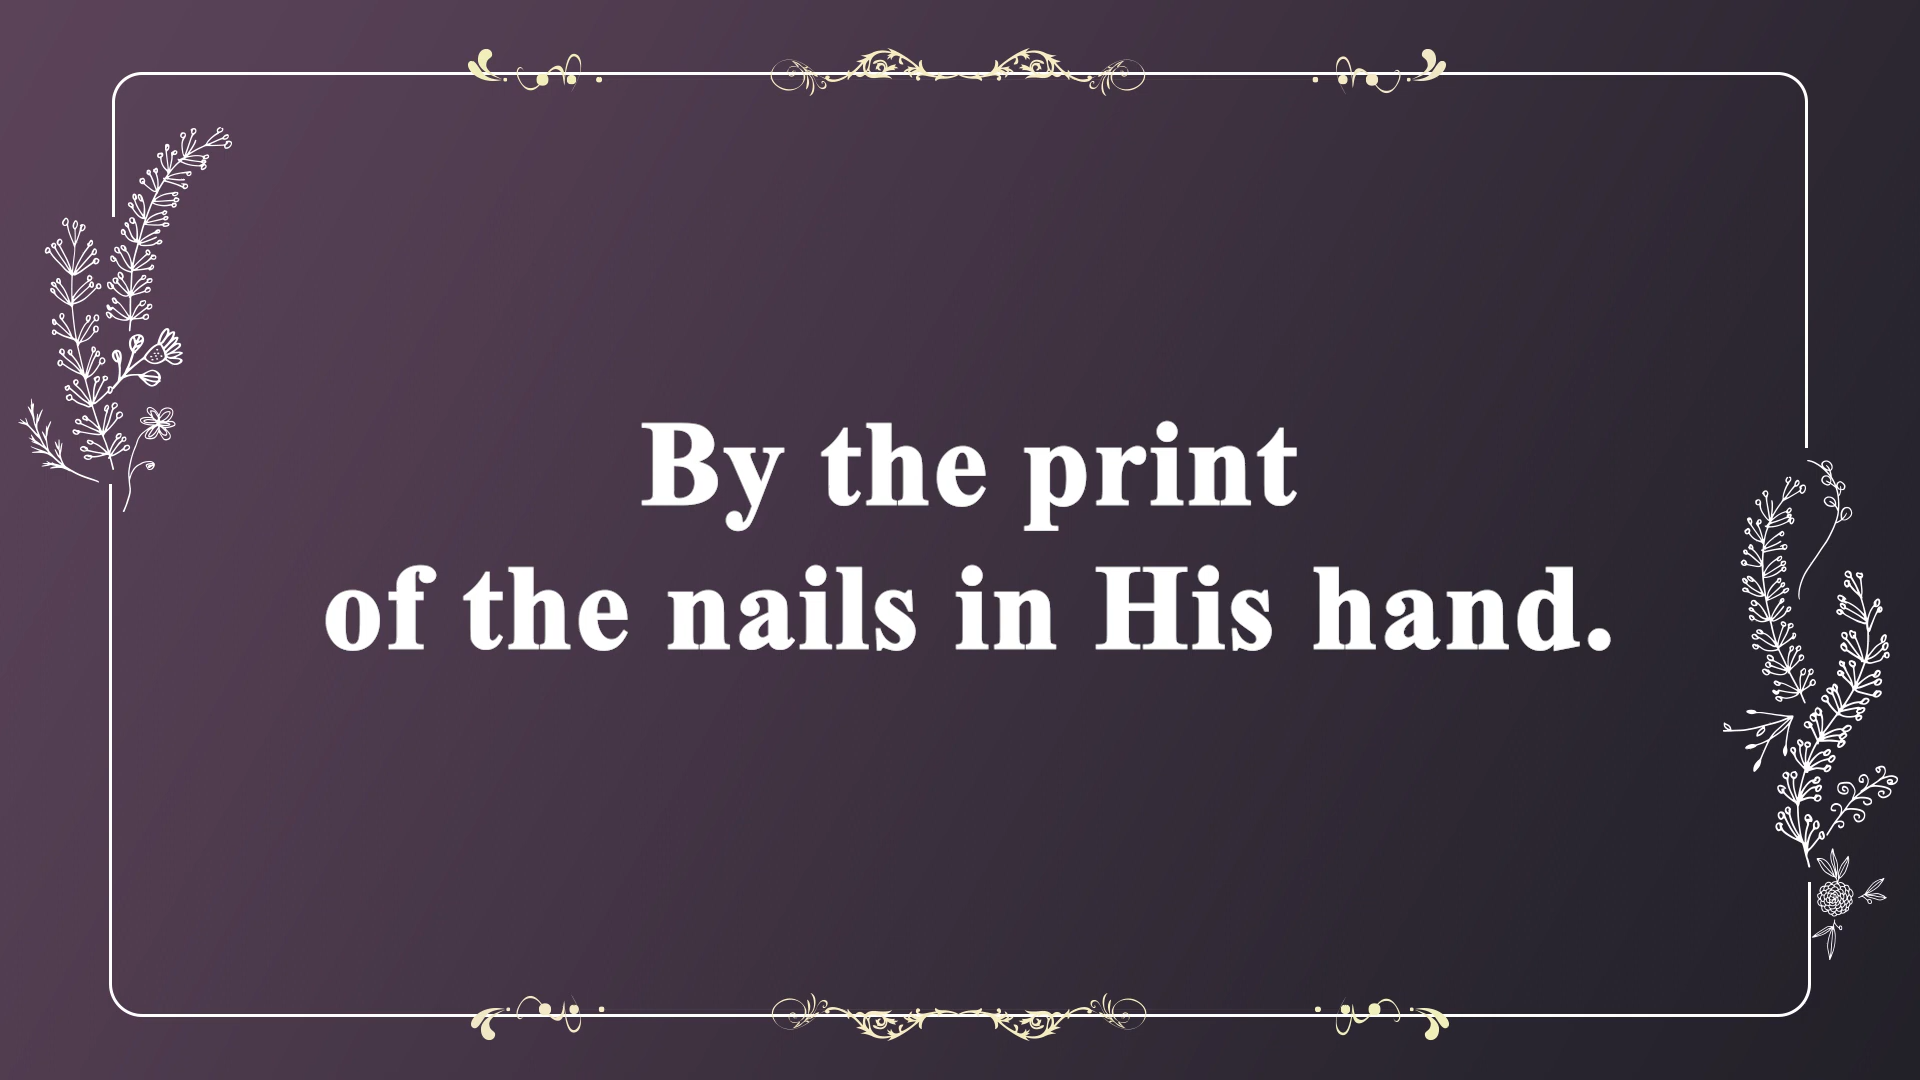 By the print
of the nails in His hand.